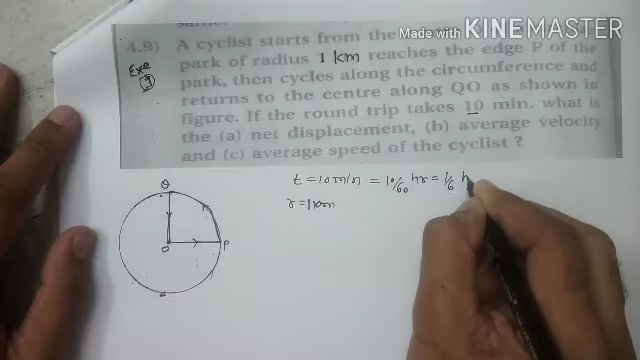 Made with KINEMASTER
4.9) A cyclist starts from the
Exe park of radius 1 km reaches the edge P of the
9 park, then cycles along the circumference and
returns to the centre along QO as shown in
figure. If the round trip takes 10 min. what is
the (a) net displacement, (b) average velocity
and (c) average speed of the cyclist ?
t = 10 min = 10/60 hr = 1/6 h
r = 1 km
Q
O P